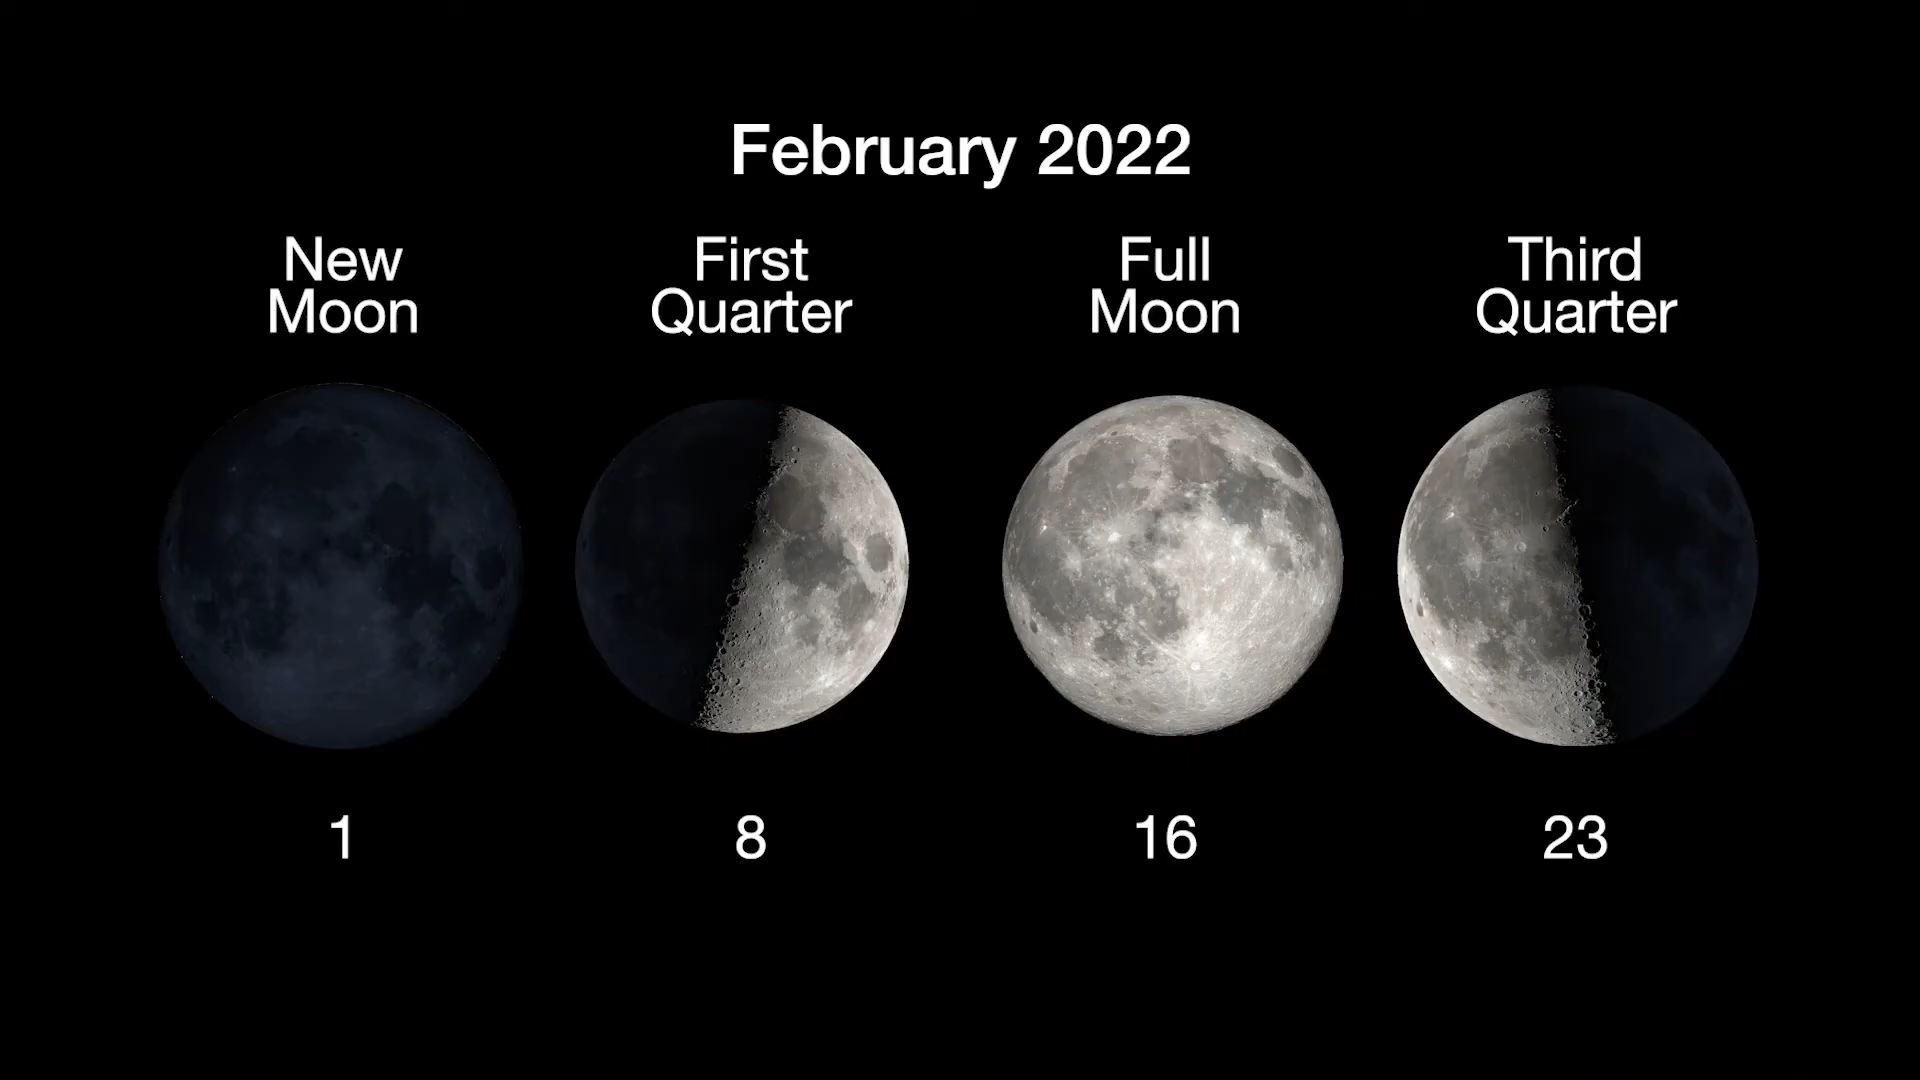 February 2022
New
Moon
First
Quarter
Full
Moon
Third
Quarter
1
8
16
23